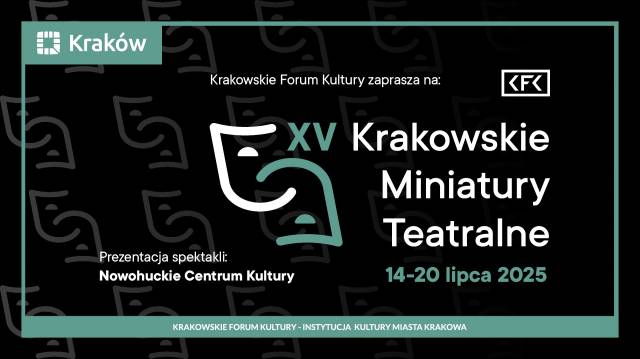 Kraków
Krakowskie Forum Kultury zaprasza na:
KFK
XV Krakowskie
Miniatury
Teatralne
14-20 lipca 2025
Prezentacja spektakli:
Nowohuckie Centrum Kultury
KRAKOWSKIE FORUM KULTURY - INSTYTUCJA KULTURY MIASTA KRAKOWA